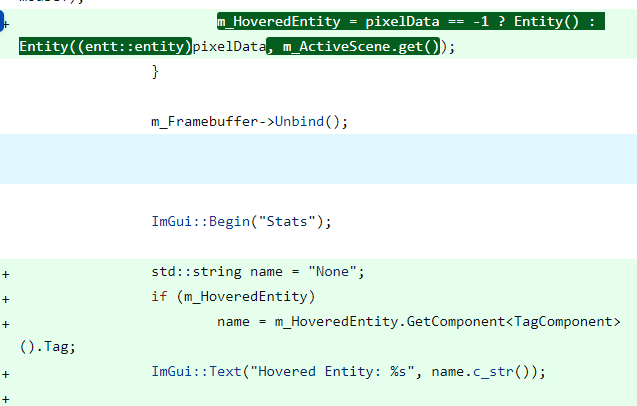 + m_HoveredEntity = pixelData == -1 ? Entity() :
Entity((entt::entity)pixelData, m_ActiveScene.get());
}
m_Framebuffer->Unbind();
ImGui::Begin("Stats");
+ std::string name = "None";
+ if (m_HoveredEntity)
+ name = m_HoveredEntity.GetComponent<TagComponent>
().Tag;
+ ImGui::Text("Hovered Entity: %s", name.c_str());
+